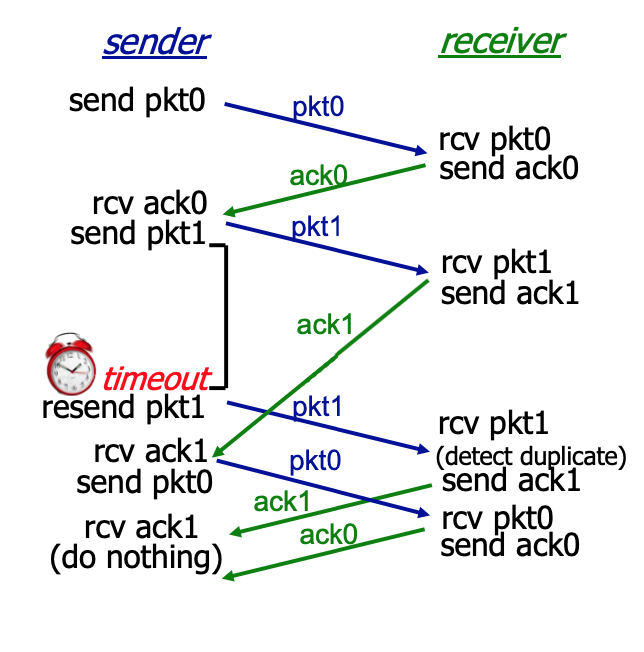 sender
receiver
send pkt0
pkt0
rcv pkt0
send ack0
ack0
rcv ack0
send pkt1
pkt1
rcv pkt1
send ack1
ack1
timeout
resend pkt1
pkt1
rcv pkt1
(detect duplicate)
send ack1
rcv ack1
send pkt0
pkt0
rcv pkt0
send ack0
ack1
rcv ack1
(do nothing)
ack0